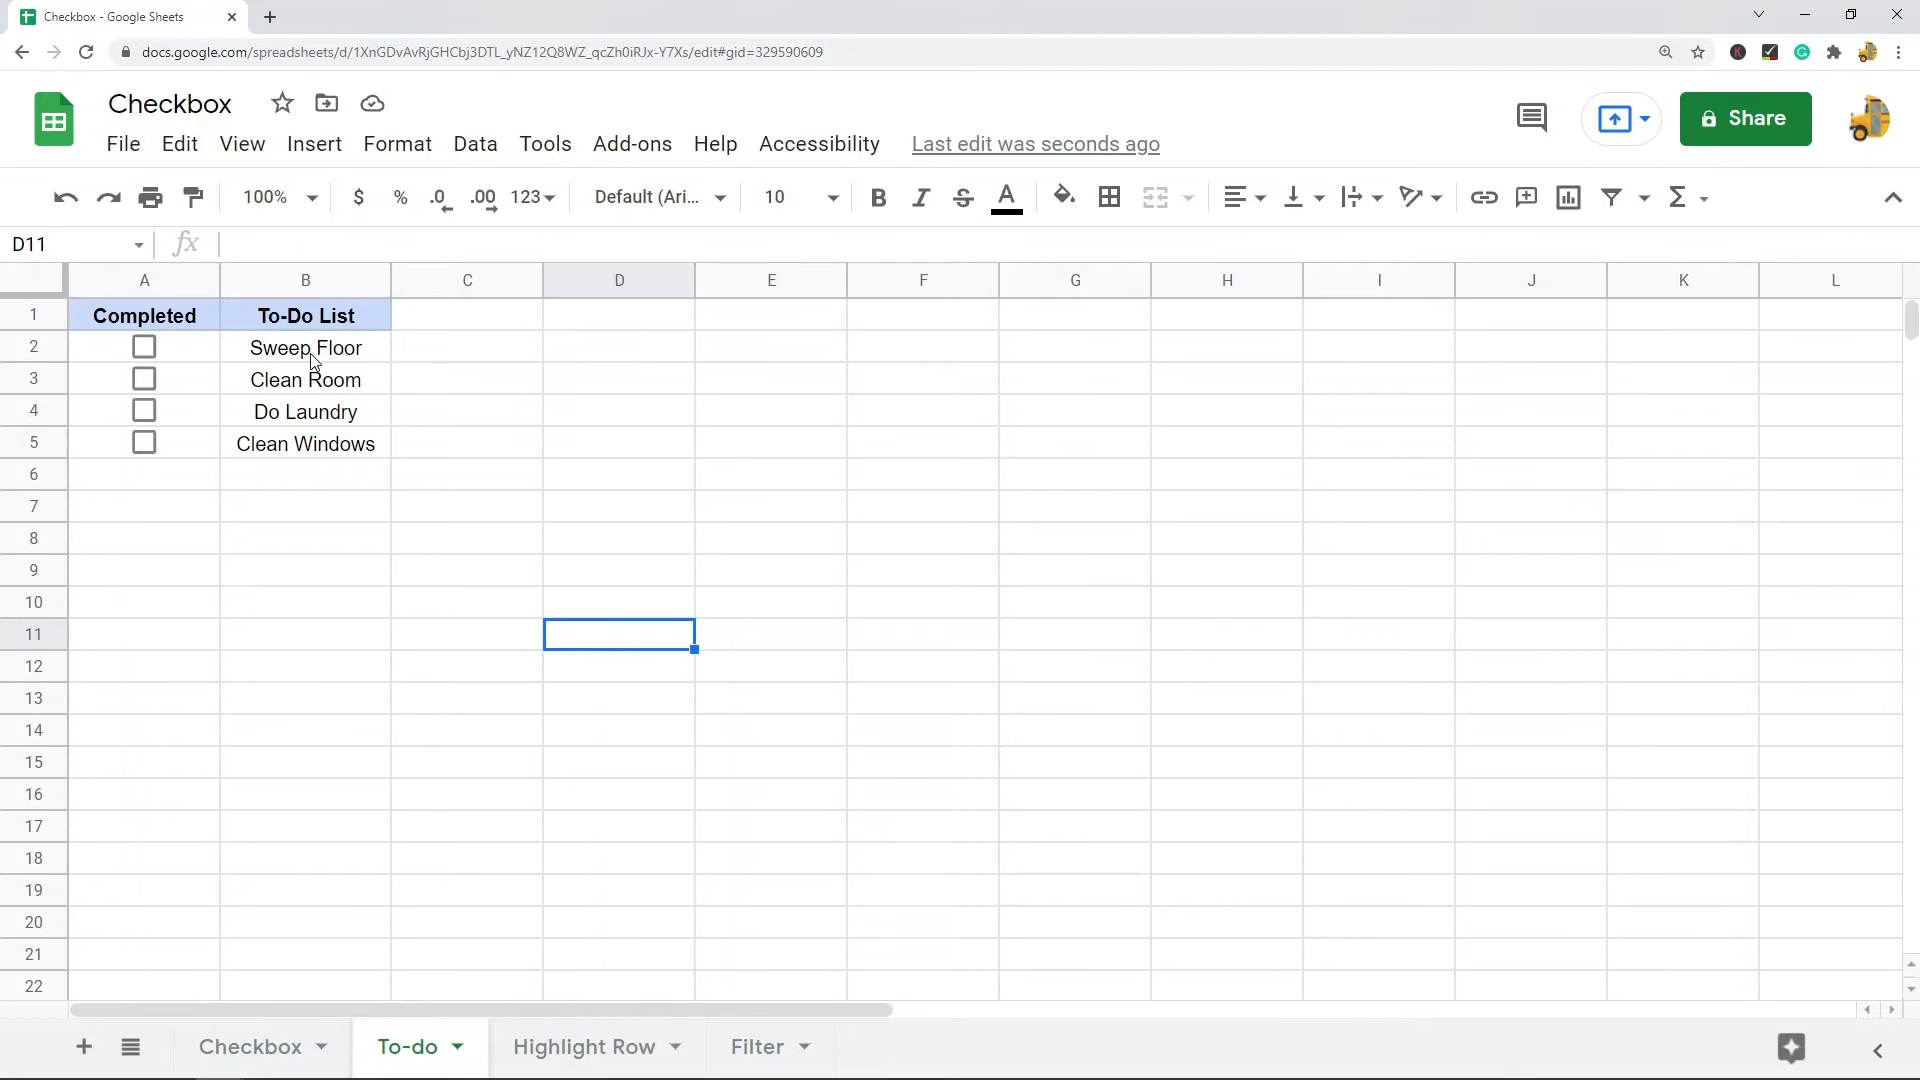 Checkbox - Google Sheets
docs.google.com/spreadsheets/d/1XnGDvAvRjGHCbj3DTL_yNZ12Q8WZ_qcZh0iRJx-Y7Xs/edit#gid=329590609
Checkbox
Share
File Edit View Insert Format Data Tools Add-ons Help Accessibility Last edit was seconds ago
100% $ % .0 .00 123 Default (Ari... 10 B I S A Σ
D11 fx
A B C D E F G H I J K L
1 Completed To-Do List
2 Sweep Floor
3 Clean Room
4 Do Laundry
5 Clean Windows
6
7
8
9
10
11
12
13
14
15
16
17
18
19
20
21
22
Checkbox To-do Highlight Row Filter